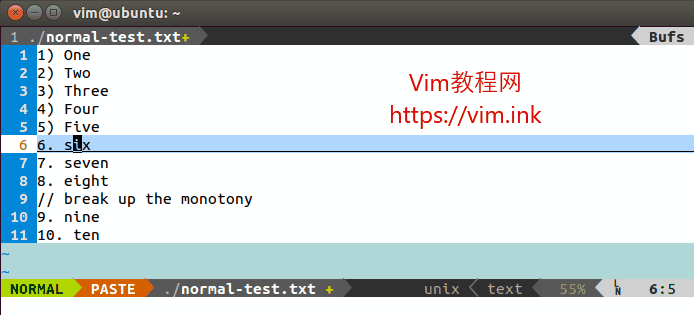 vim@ubuntu: ~
1 ./normal-test.txt+ Bufs
1 1) One
2 2) Two
3 3) Three
4 4) Four
5 5) Five
6 6. six
7 7. seven
8 8. eight
9 // break up the monotony
10 9. nine
11 10. ten
~
~
Vim教程网
https://vim.ink
NORMAL PASTE ./normal-test.txt + unix text 55% LN 6:5